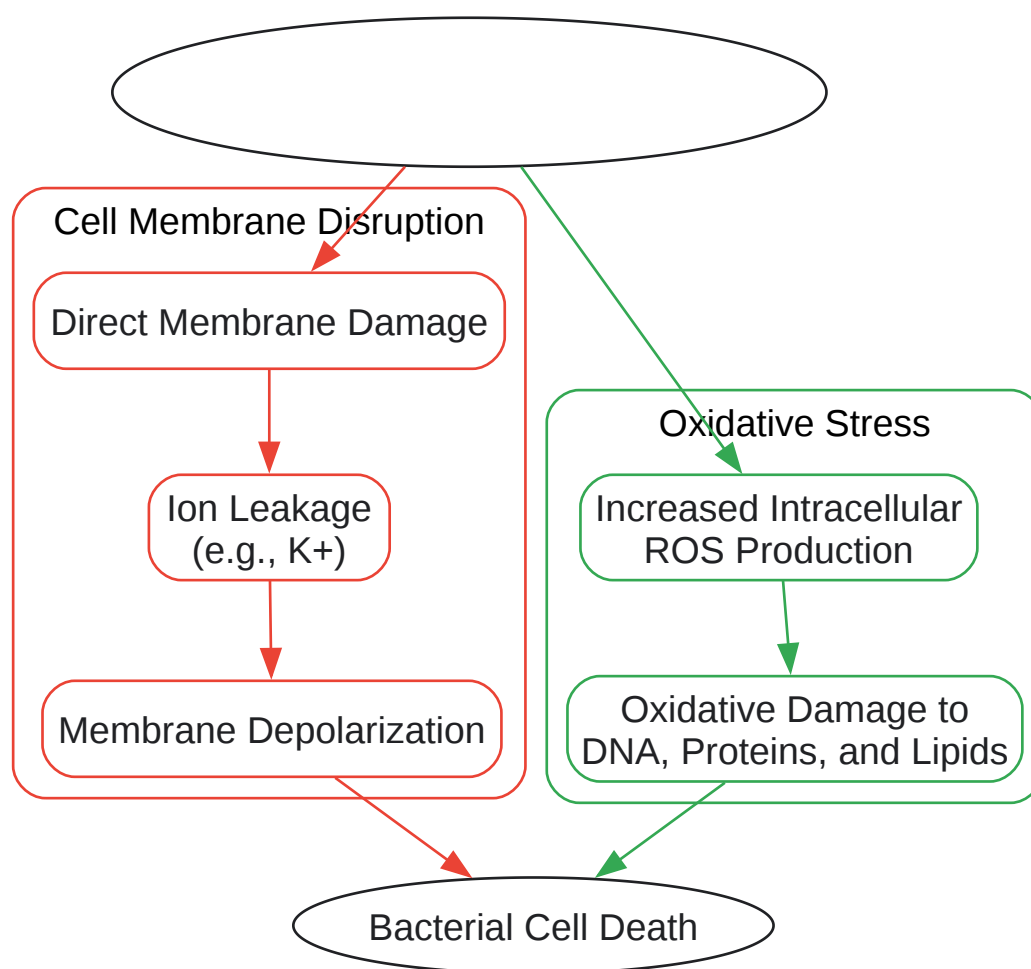 Cell Membrane Disruption
Direct Membrane Damage
Ion Leakage
(e.g., K+)
Membrane Depolarization
Oxidative Stress
Increased Intracellular
ROS Production
Oxidative Damage to
DNA, Proteins, and Lipids
Bacterial Cell Death